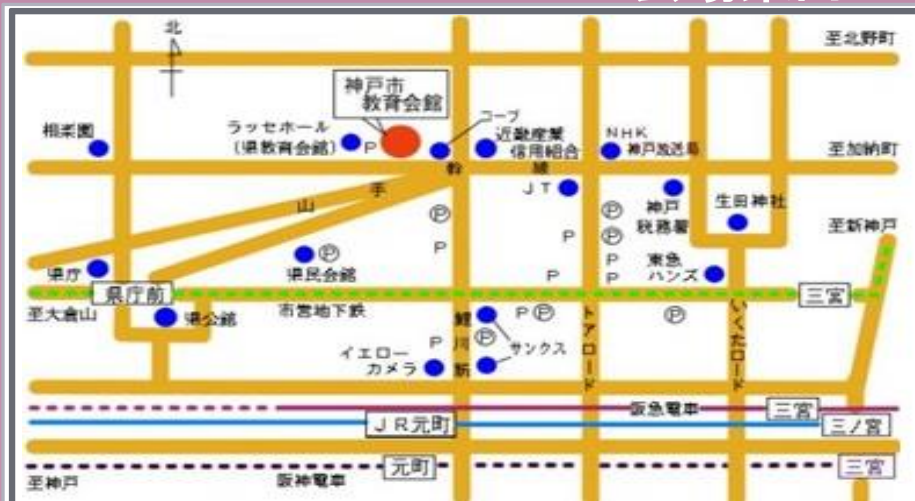 北
至北野町
神戸市
教育会館
相楽園
ラッセホール
(県教育会館)
P
コープ
近畿産業
信用組合
NHK
神戸放送局
至加納町
幹
線
手
山
JT
神戸
税務署
生田神社
至新神戸
P
P
P
P
P
P
P
P
県民会館
P
県庁
東急
ハンズ
県庁前
三宮
至大倉山
県公館
市営地下鉄
鯉
川
筋
P
P
P
P
P
サンクス
トアロード
いくたロード
イエロー
カメラ
阪急電車
三宮
JR元町
三ノ宮
元町
三宮
至神戸
阪神電車